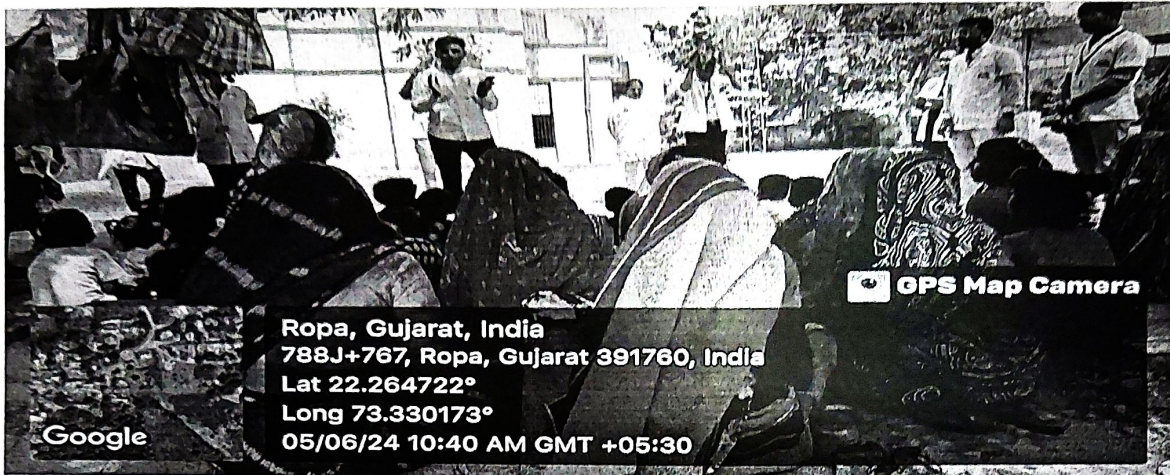 GPS Map Camera
Ropa, Gujarat, India
788J+767, Ropa, Gujarat 391760, India
Lat 22.264722°
Long 73.330173°
05/06/24 10:40 AM GMT +05:30
Google